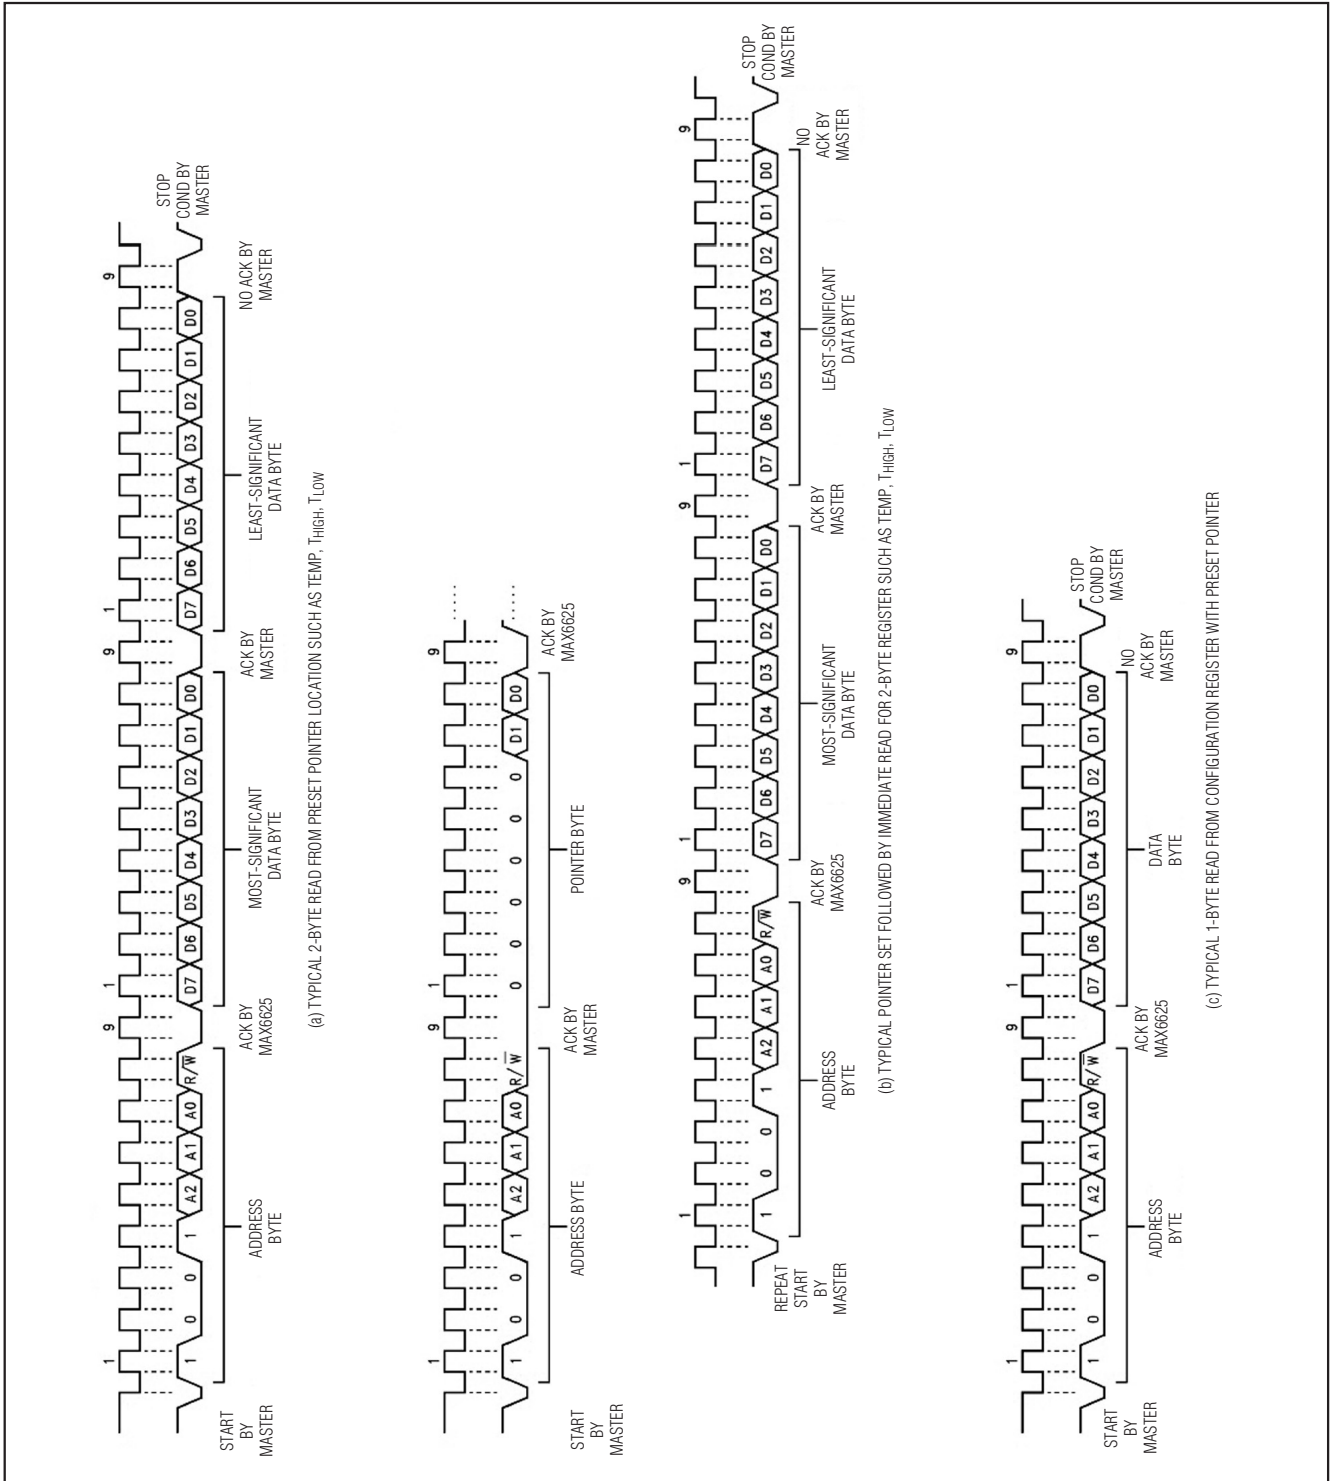 1 9 1 9 1 9
1 0 0 1 A2 A1 A0 R/W̅ D7 D6 D5 D4 D3 D2 D1 D0 D7 D6 D5 D4 D3 D2 D1 D0
START
BY
MASTER
ADDRESS
BYTE
ACK BY
MAX6625
MOST-SIGNIFICANT
DATA BYTE
ACK BY
MASTER
LEAST-SIGNIFICANT
DATA BYTE
NO ACK BY
MASTER
STOP
COND BY
MASTER
(a) TYPICAL 2-BYTE READ FROM PRESET POINTER LOCATION SUCH AS TEMP, THIGH, TLOW
1 9 1 9
1 0 0 1 A2 A1 A0 R/W̅ 0 0 0 0 0 0 D1 D0
START BY
MASTER
ADDRESS BYTE
ACK BY
MASTER
POINTER BYTE
ACK BY
MAX6625
1 9 1 9 1 9
1 0 0 1 A2 A1 A0 R/W̅ D7 D6 D5 D4 D3 D2 D1 D0 D7 D6 D5 D4 D3 D2 D1 D0
REPEAT
START
BY
MASTER
ADDRESS
BYTE
ACK BY
MAX6625
MOST-SIGNIFICANT
DATA BYTE
ACK BY
MASTER
LEAST-SIGNIFICANT
DATA BYTE
NO
ACK BY
MASTER
STOP
COND BY
MASTER
(b) TYPICAL POINTER SET FOLLOWED BY IMMEDIATE READ FOR 2-BYTE REGISTER SUCH AS TEMP, THIGH, TLOW
1 9 1 9
1 0 0 1 A2 A1 A0 R/W̅ D7 D6 D5 D4 D3 D2 D1 D0
START BY
MASTER
ADDRESS
BYTE
ACK BY
MAX6625
DATA
BYTE
NO
ACK BY
MASTER
STOP
COND BY
MASTER
(c) TYPICAL 1-BYTE READ FROM CONFIGURATION REGISTER WITH PRESET POINTER